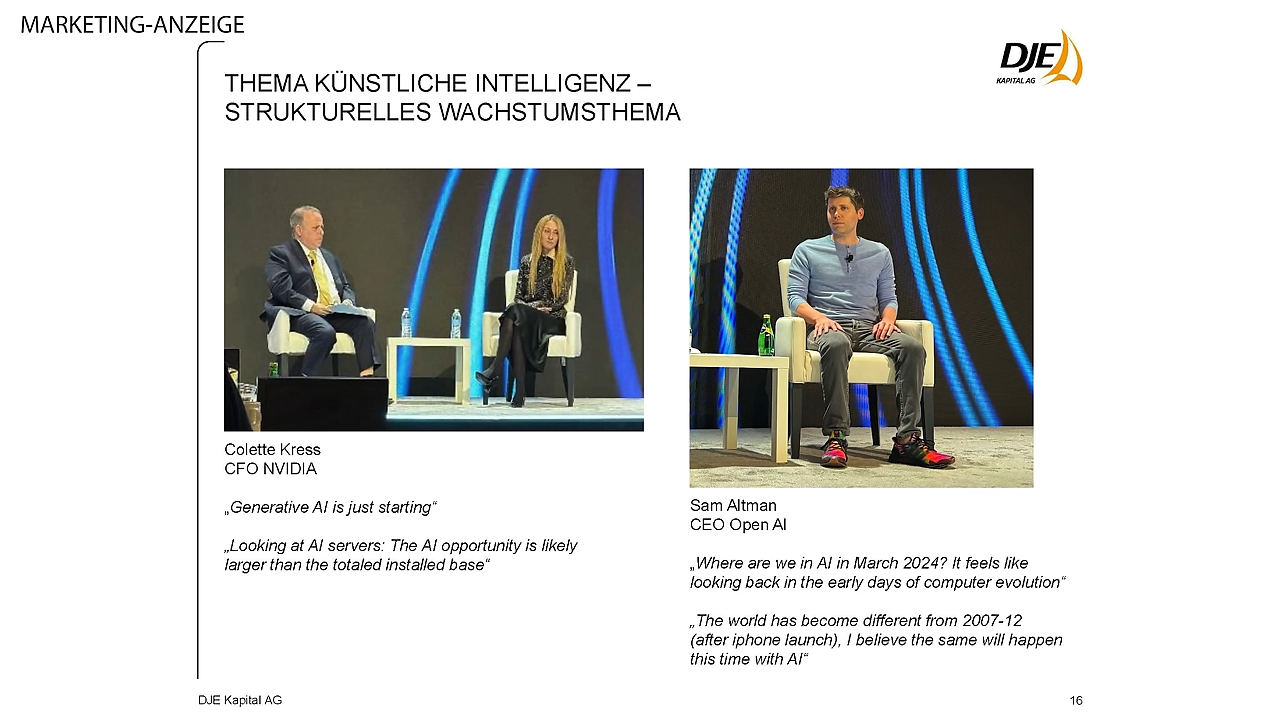 MARKETING-ANZEIGE
DJE
KAPITAL AG
THEMA KÜNSTLICHE INTELLIGENZ –
STRUKTURELLES WACHSTUMSTHEMA
Colette Kress
CFO NVIDIA
„Generative AI is just starting“
„Looking at AI servers: The AI opportunity is likely
larger than the totaled installed base“
Sam Altman
CEO Open AI
„Where are we in AI in March 2024? It feels like
looking back in the early days of computer evolution“
„The world has become different from 2007-12
(after iphone launch), I believe the same will happen
this time with AI“
DJE Kapital AG
16